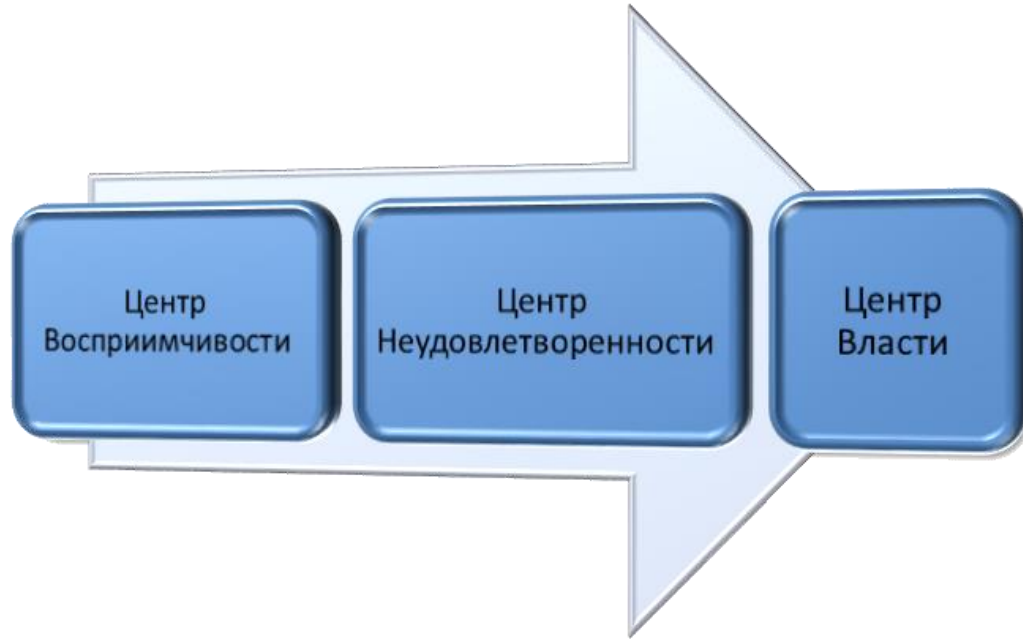 Центр
Восприимчивости
Центр
Неудовлетворенности
Центр
Власти